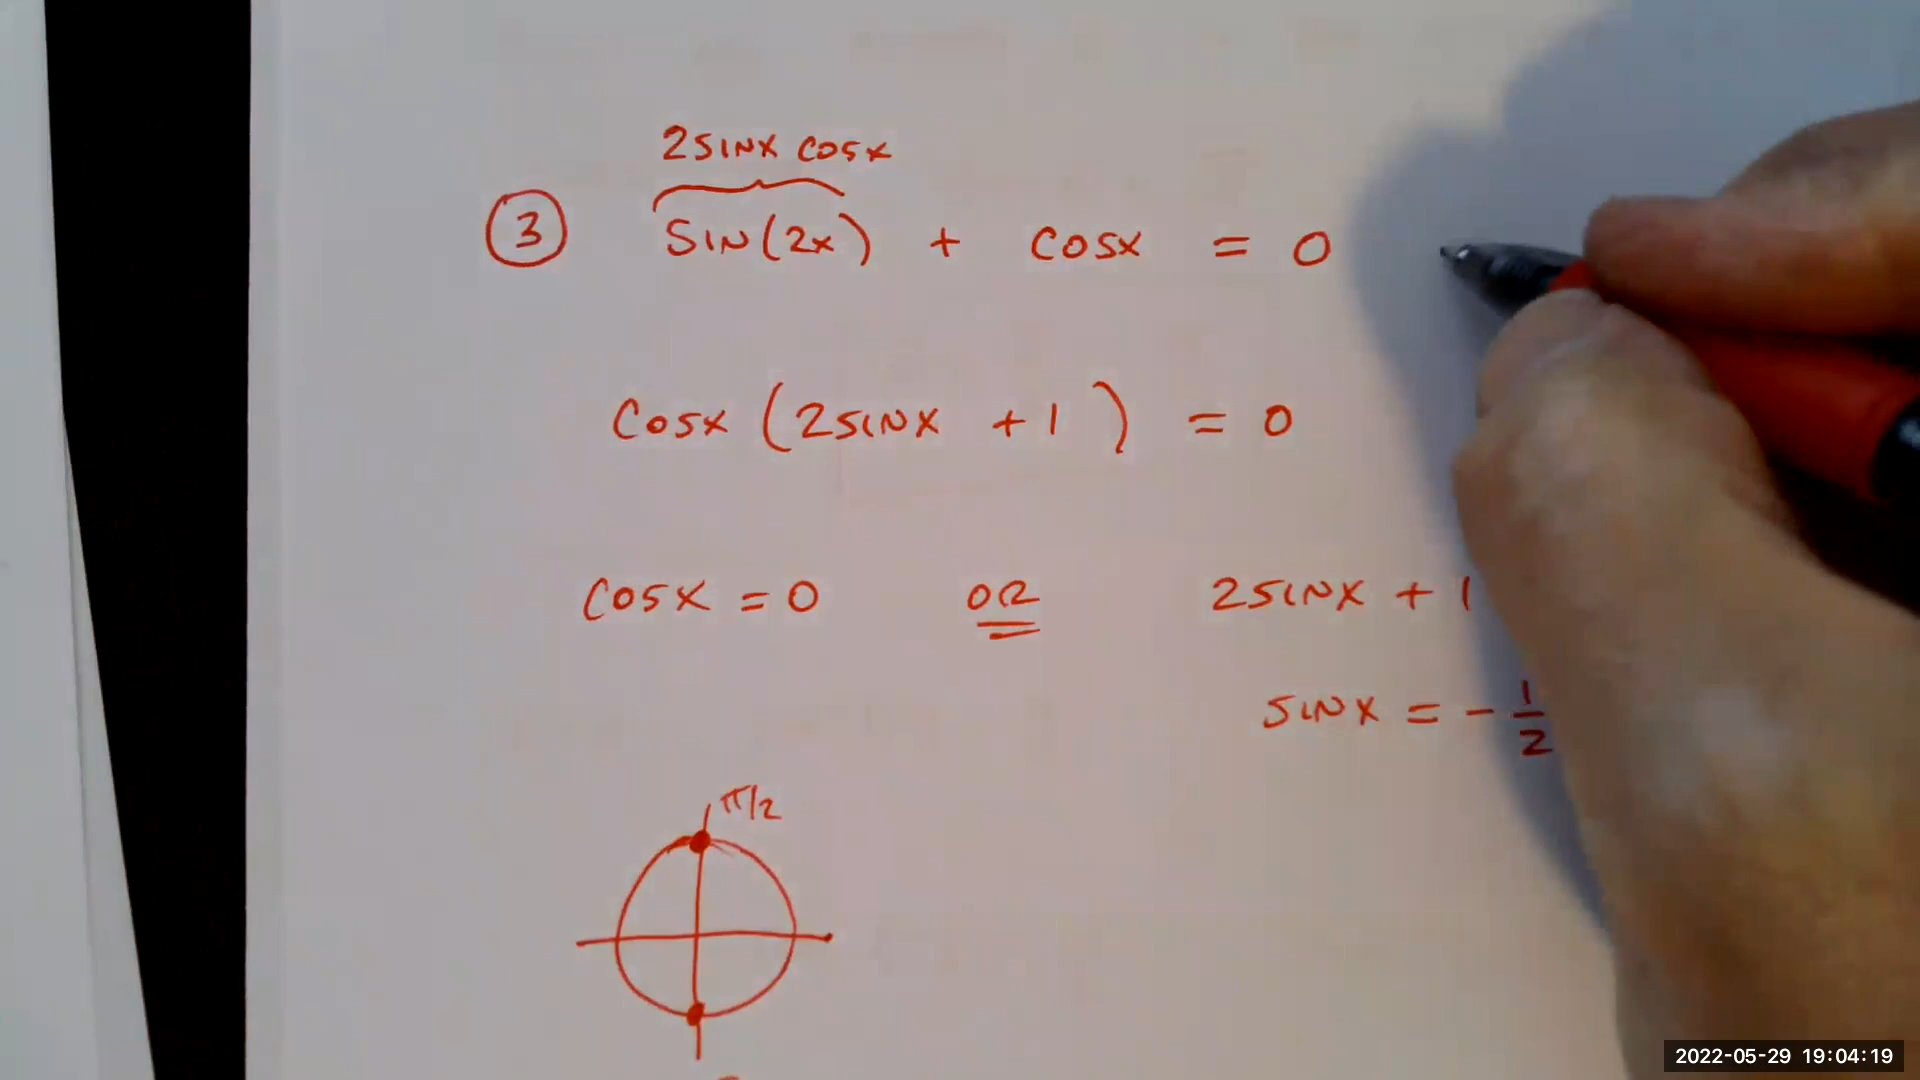 2sinx cosx
③ sin(2x) + cosx = 0
cosx (2sinx + 1) = 0
cosx = 0 or 2sinx + 1
sinx = - 1/2
π/2
2022-05-29 19:04:19